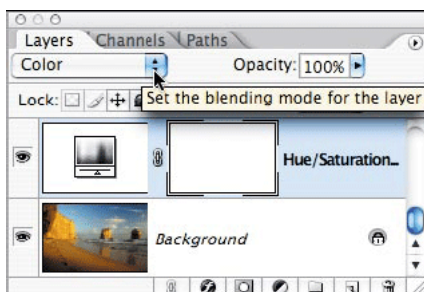 Layers Channels Paths
Color Opacity: 100%
Lock: Set the blending mode for the layer
Hue/Saturation...
Background